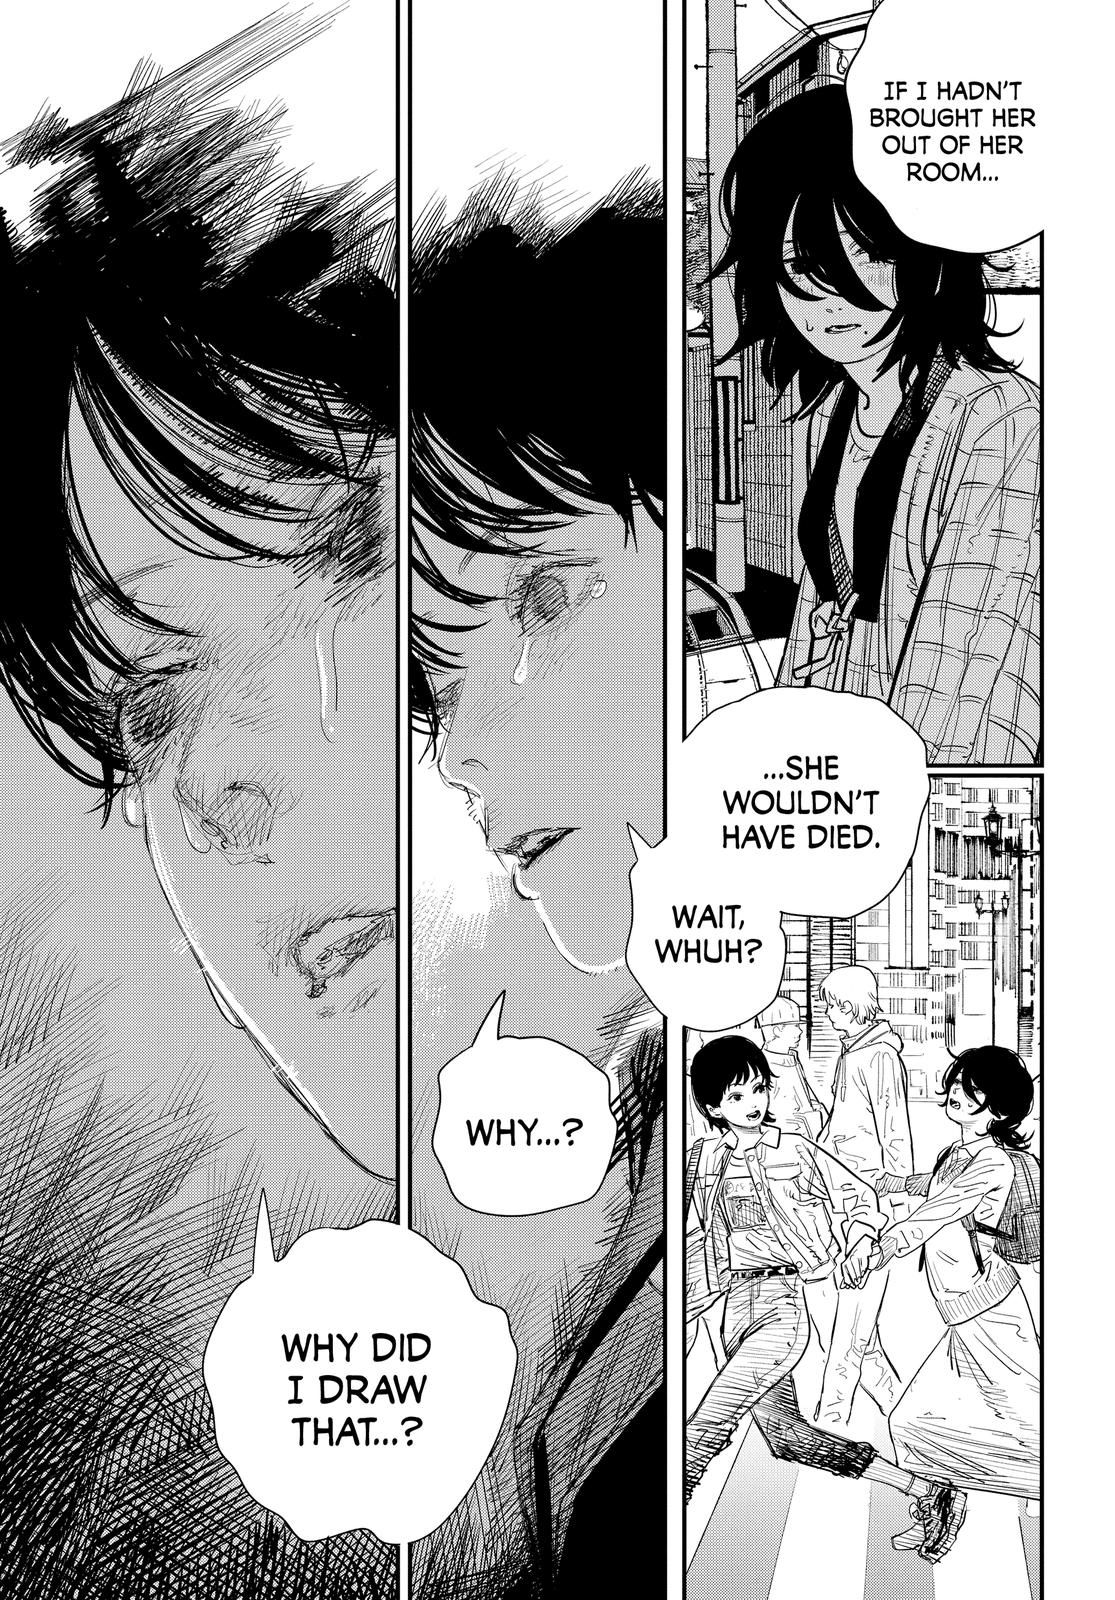 IF I HADN'T
BROUGHT HER
OUT OF HER
ROOM...
...SHE
WOULDN'T
HAVE DIED.
WAIT,
WHUH?
WHY...?
WHY DID
I DRAW
THAT...?